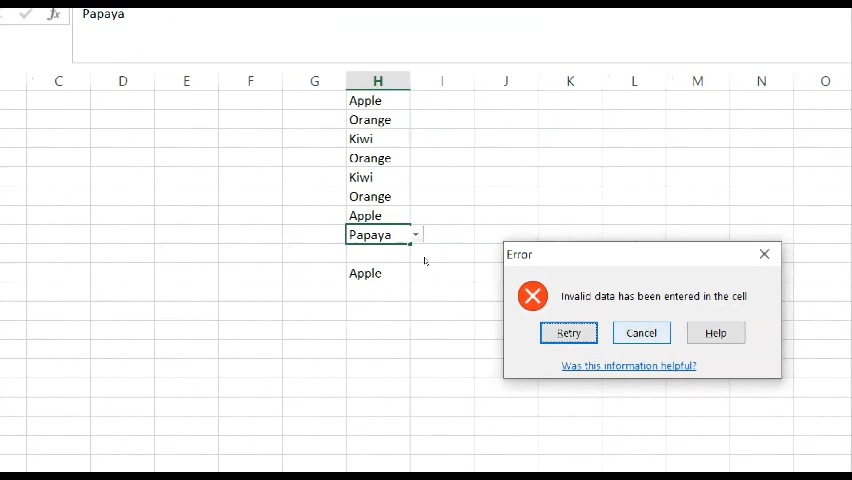 fx
Papaya
C D E F G H I J K L M N O
Apple
Orange
Kiwi
Orange
Kiwi
Orange
Apple
Papaya
Apple
Error
Invalid data has been entered in the cell
Retry Cancel Help
Was this information helpful?